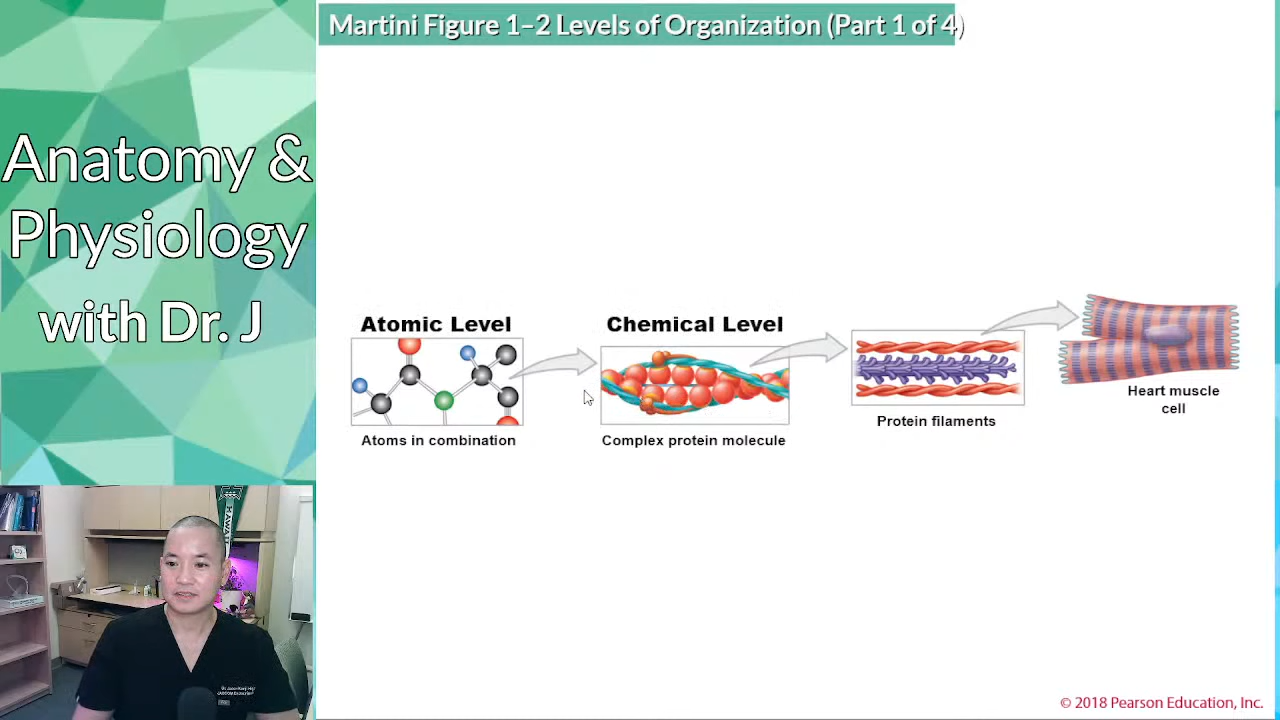 Martini Figure 1–2 Levels of Organization (Part 1 of 4)
Anatomy &
Physiology
with Dr. J
Atomic Level
Atoms in combination
Chemical Level
Complex protein molecule
Protein filaments
Heart muscle
cell
HAWAII
© 2018 Pearson Education, Inc.